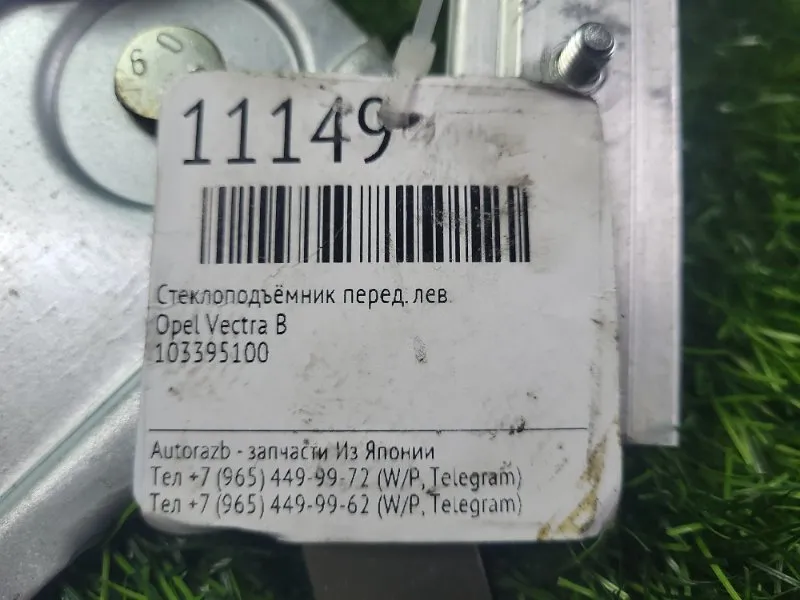 60
11149
Стеклоподъёмник перед. лев.
Opel Vectra B
103395100
Autorazb - запчасти Из Японии
Тел +7 (965) 449-99-72 (W/P, Telegram)
Тел +7 (965) 449-99-62 (W/P, Telegram)